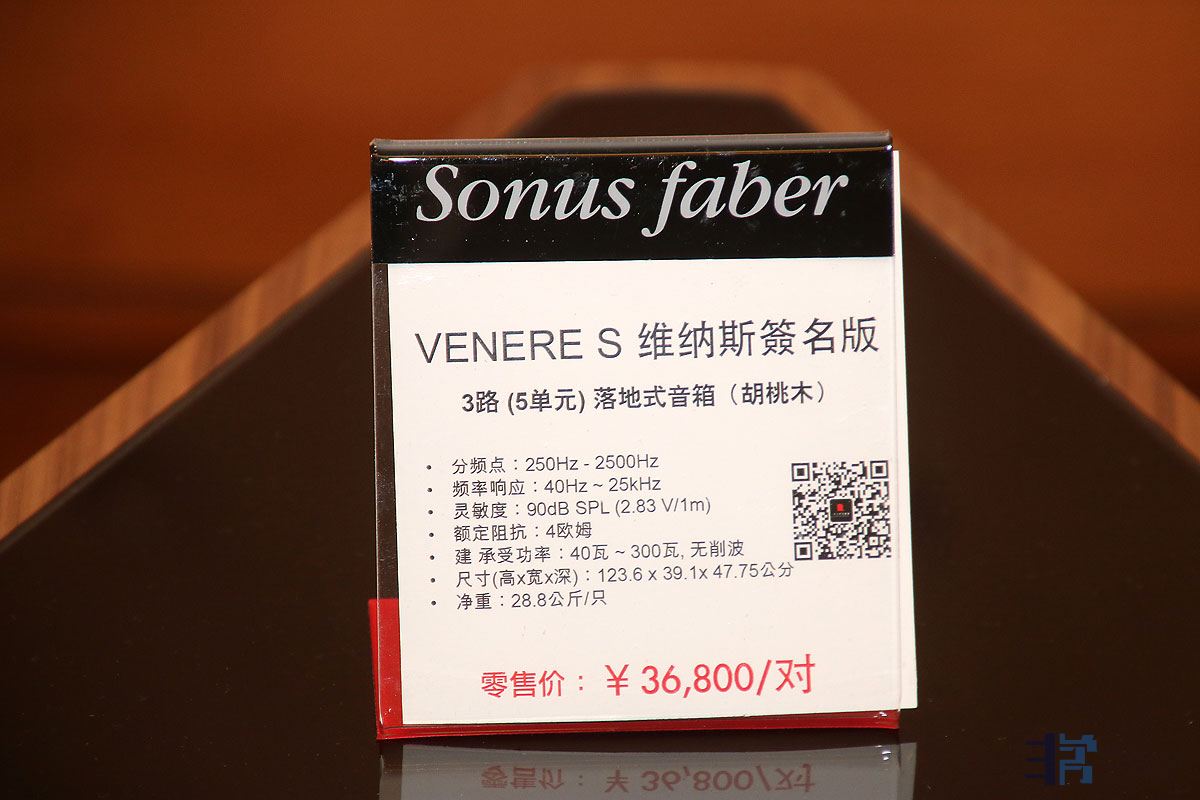 Sonus faber
VENERE S 维纳斯簽名版
3路 (5单元) 落地式音箱（胡桃木）
• 分频点：250Hz - 2500Hz
• 频率响应：40Hz ~ 25kHz
• 灵敏度：90dB SPL (2.83 V/1m)
• 额定阻抗：4欧姆
• 建 承受功率：40瓦 ~ 300瓦, 无削波
• 尺寸(高x宽x深)：123.6 x 39.1x 47.75公分
• 净重：28.8公斤/只
零售价：￥36,800/对